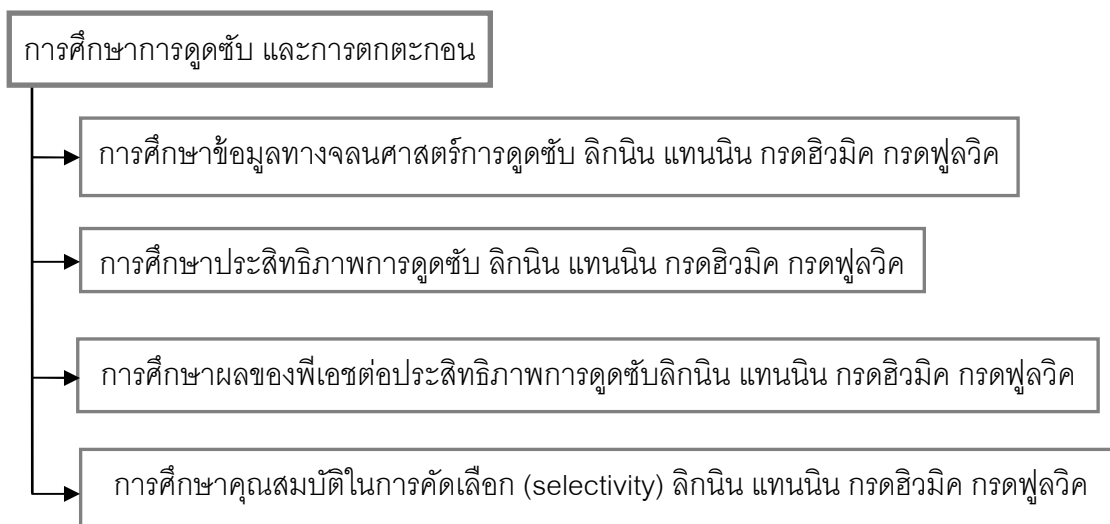 การศึกษาการดูดซับ และการตกตะกอน
การศึกษาข้อมูลทางจลนศาสตร์การดูดซับ ลิกนิน แทนนิน กรดฮิวมิค กรดฟูลวิค
การศึกษาประสิทธิภาพการดูดซับ ลิกนิน แทนนิน กรดฮิวมิค กรดฟูลวิค
การศึกษาผลของพีเอชต่อประสิทธิภาพการดูดซับลิกนิน แทนนิน กรดฮิวมิค กรดฟูลวิค
การศึกษาคุณสมบัติในการคัดเลือก (selectivity) ลิกนิน แทนนิน กรดฮิวมิค กรดฟูลวิค